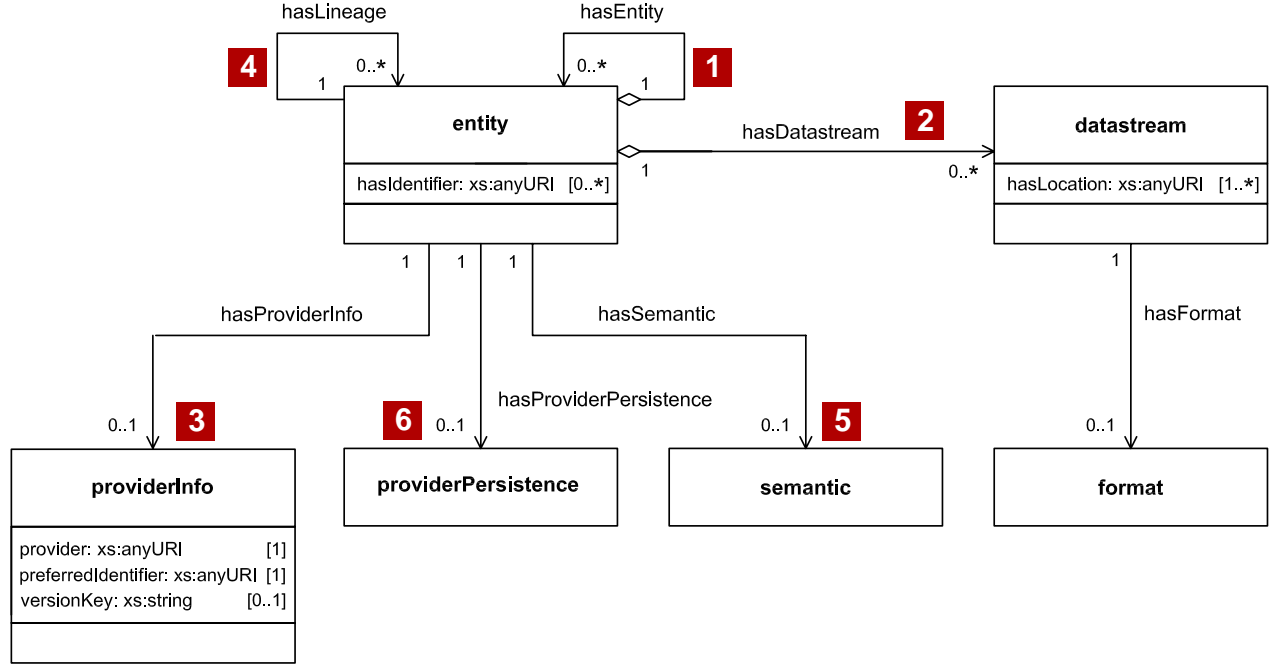 hasLineage
hasEntity
4
0..*
1
0..*
1
1
entity
hasDatastream
2
datastream
1
0..*
hasIdentifier: xs:anyURI [0..*]
hasLocation: xs:anyURI [1..*]
1
1
1
1
hasProviderInfo
hasSemantic
hasFormat
hasProviderPersistence
0..1
3
6
0..1
0..1
5
0..1
providerInfo
providerPersistence
semantic
format
provider: xs:anyURI [1]
preferredIdentifier: xs:anyURI [1]
versionKey: xs:string [0..1]